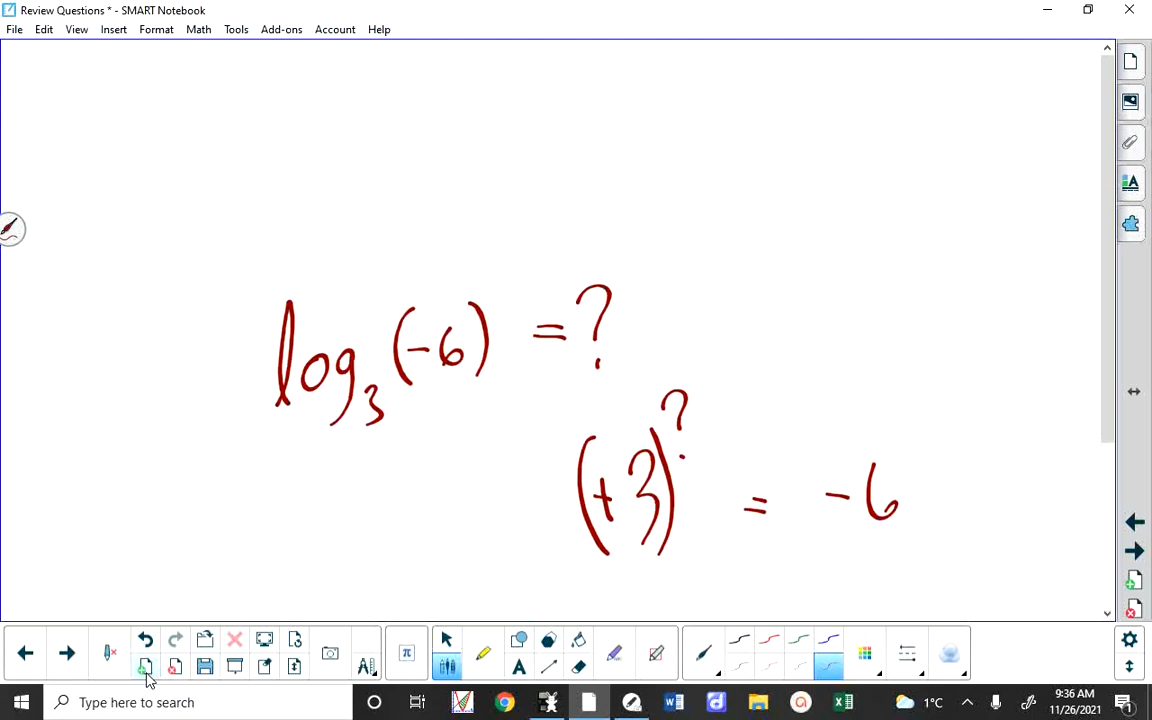 Review Questions * - SMART Notebook
File Edit View Insert Format Math Tools Add-ons Account Help
log₃(-6) = ?
(+3)^? = -6
Type here to search
1°C
9:36 AM
11/26/2021
1